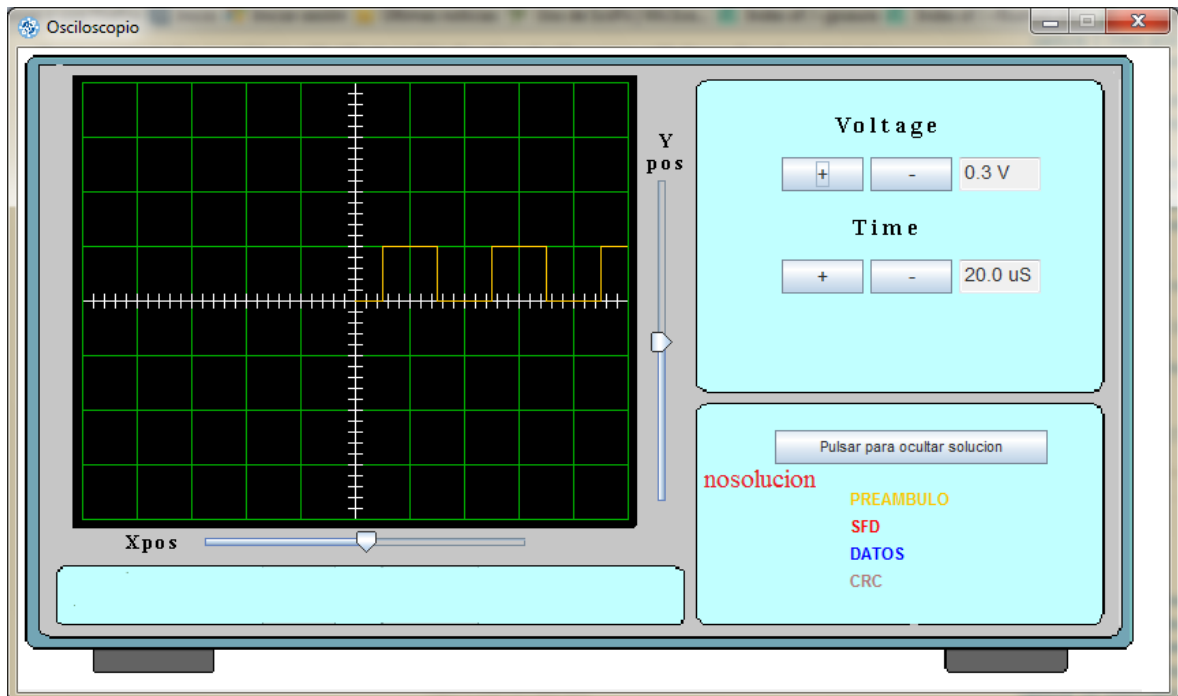 Osciloscopio
Y
pos
Xpos
Voltage
+ - 0.3 V
Time
+ - 20.0 uS
Pulsar para ocultar solucion
nosolucion
PREAMBULO
SFD
DATOS
CRC